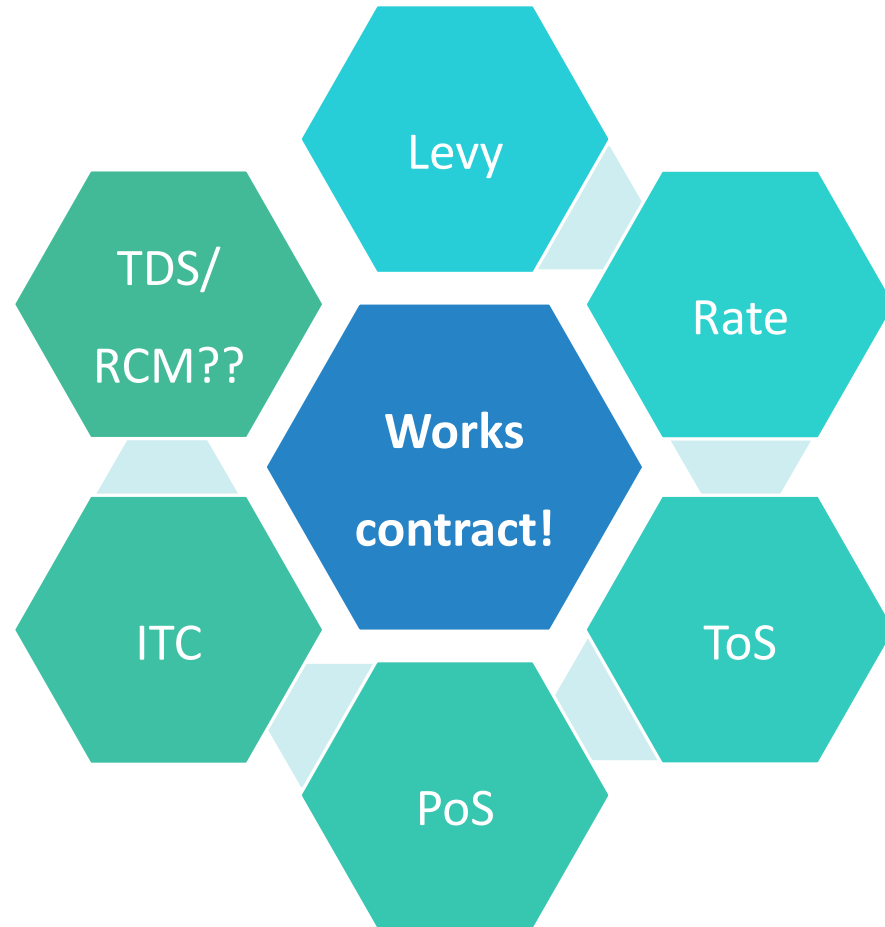 Levy
Rate
ToS
PoS
ITC
TDS/
RCM??
Works
contract!